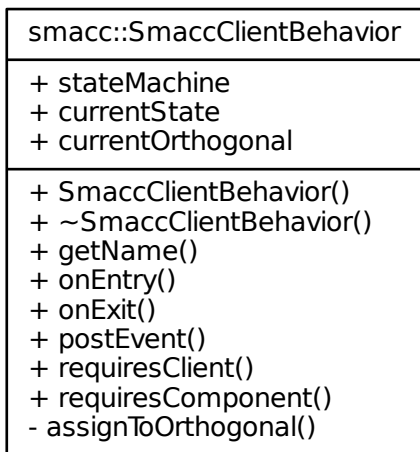 smacc::SmaccClientBehavior
+ stateMachine
+ currentState
+ currentOrthogonal
+ SmaccClientBehavior()
+ ~SmaccClientBehavior()
+ getName()
+ onEntry()
+ onExit()
+ postEvent()
+ requiresClient()
+ requiresComponent()
- assignToOrthogonal()